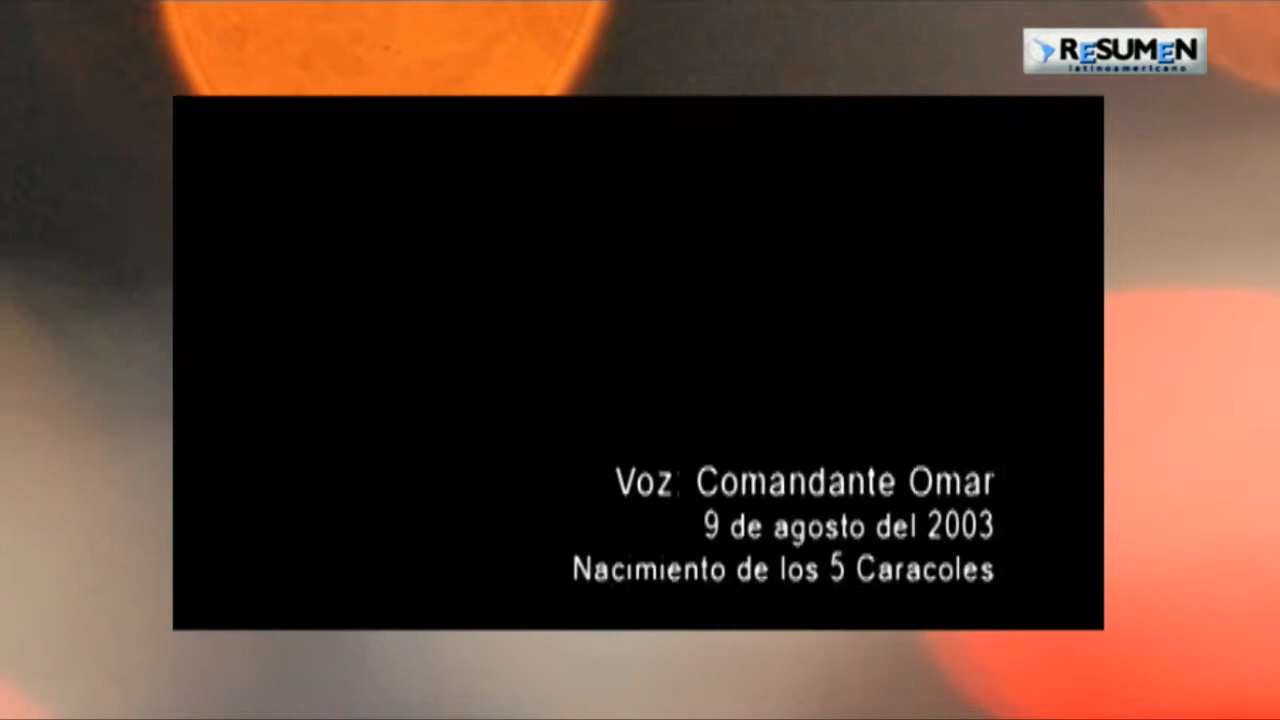 RESUMEN
latinoamericano
Voz: Comandante Omar
9 de agosto del 2003
Nacimiento de los 5 Caracoles